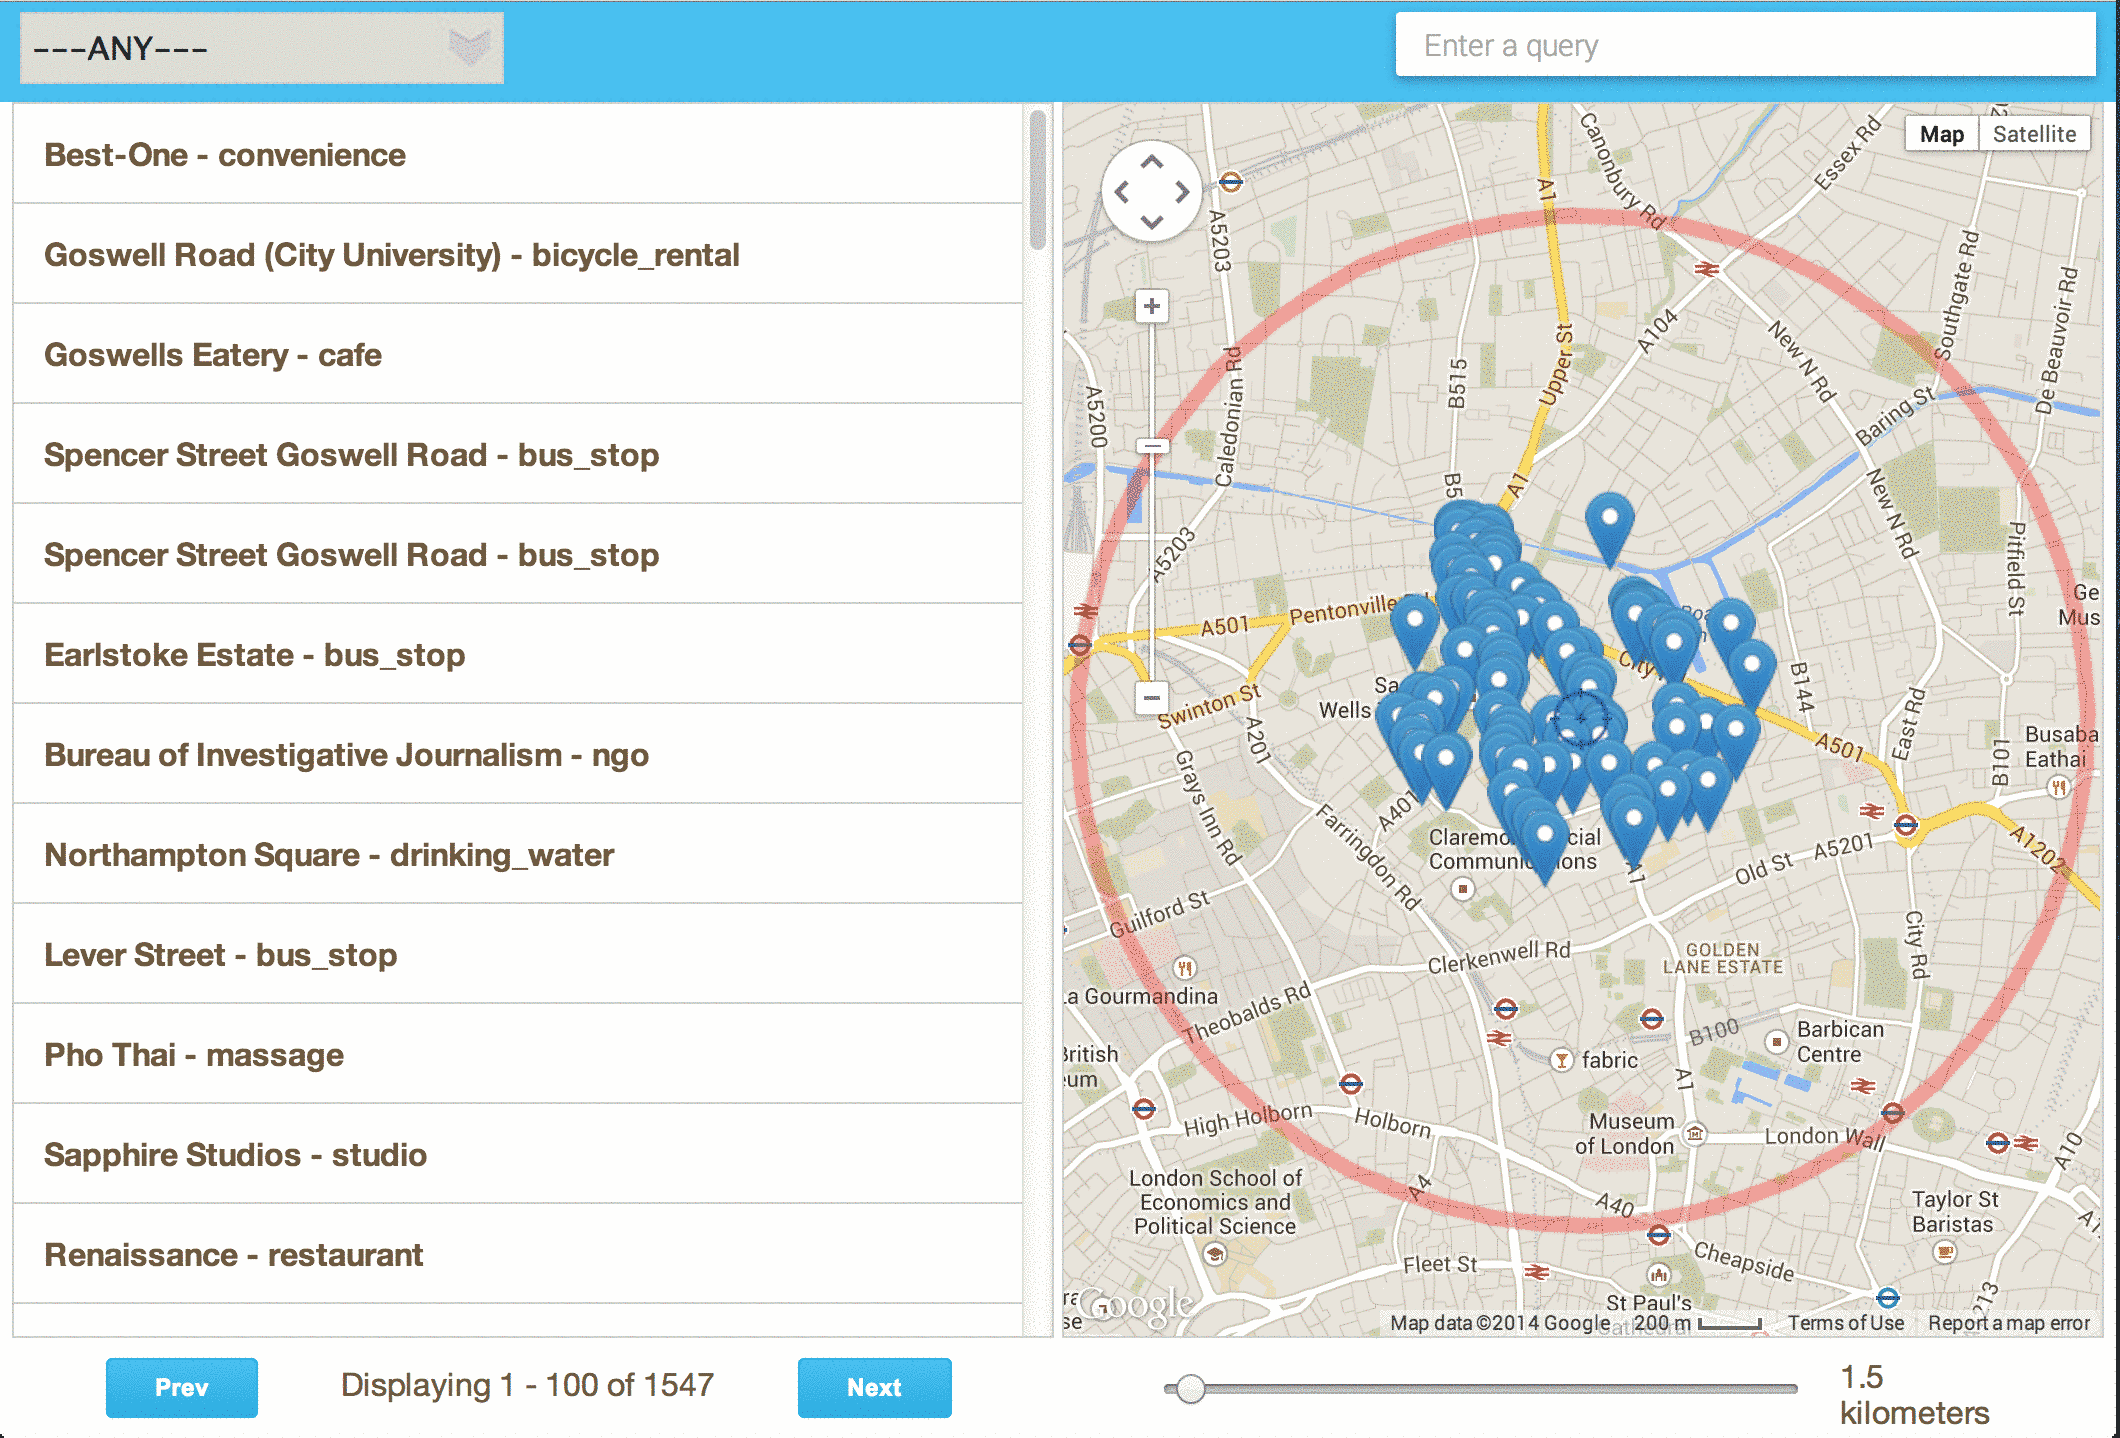 ---ANY---
Enter a query
Best-One - convenience
Goswell Road (City University) - bicycle_rental
Goswells Eatery - cafe
Spencer Street Goswell Road - bus_stop
Spencer Street Goswell Road - bus_stop
Earlstoke Estate - bus_stop
Bureau of Investigative Journalism - ngo
Northampton Square - drinking_water
Lever Street - bus_stop
Pho Thai - massage
Sapphire Studios - studio
Renaissance - restaurant
Map
Satellite
Canonbury Rd
Essex Rd
A1
A5203
Southgate Rd
De Beauvoir Rd
A104
New N Rd
Upper St
B515
Caledonian Rd
A5200
Baring St
B5
A1
New N Rd
Pitfield St
A5203
Pentonville
A501
Ge
Mus
City
Sa
Wells
Swinton St
A201
B144
East Rd
A501
B101
Busaba
Eathai
Grays Inn Rd
A401
Farringdon Rd
Claremo
cial
Communic
ions
A1
Old St
A5201
A1202
Guilford St
Clerkenwell Rd
GOLDEN
LANE ESTATE
City Rd
La Gourmandina
Theobalds Rd
B100
Barbican
Centre
British
um
fabric
A1
High Holborn
Holborn
Museum
of London
London Wall
A10
London School of
Economics and
Political Science
A4
A40
Taylor St
Baristas
Fleet St
Cheapside
St Paul's
Cathedral
213
Google
Map data ©2014 Google
200 m
Terms of Use
Report a map error
Prev
Displaying 1 - 100 of 1547
Next
1.5
kilometers